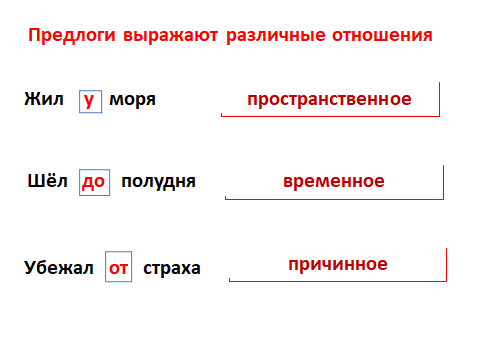 Предлоги выражают различные отношения
Жил у моря пространственное
Шёл до полудня временное
Убежал от страха причинное